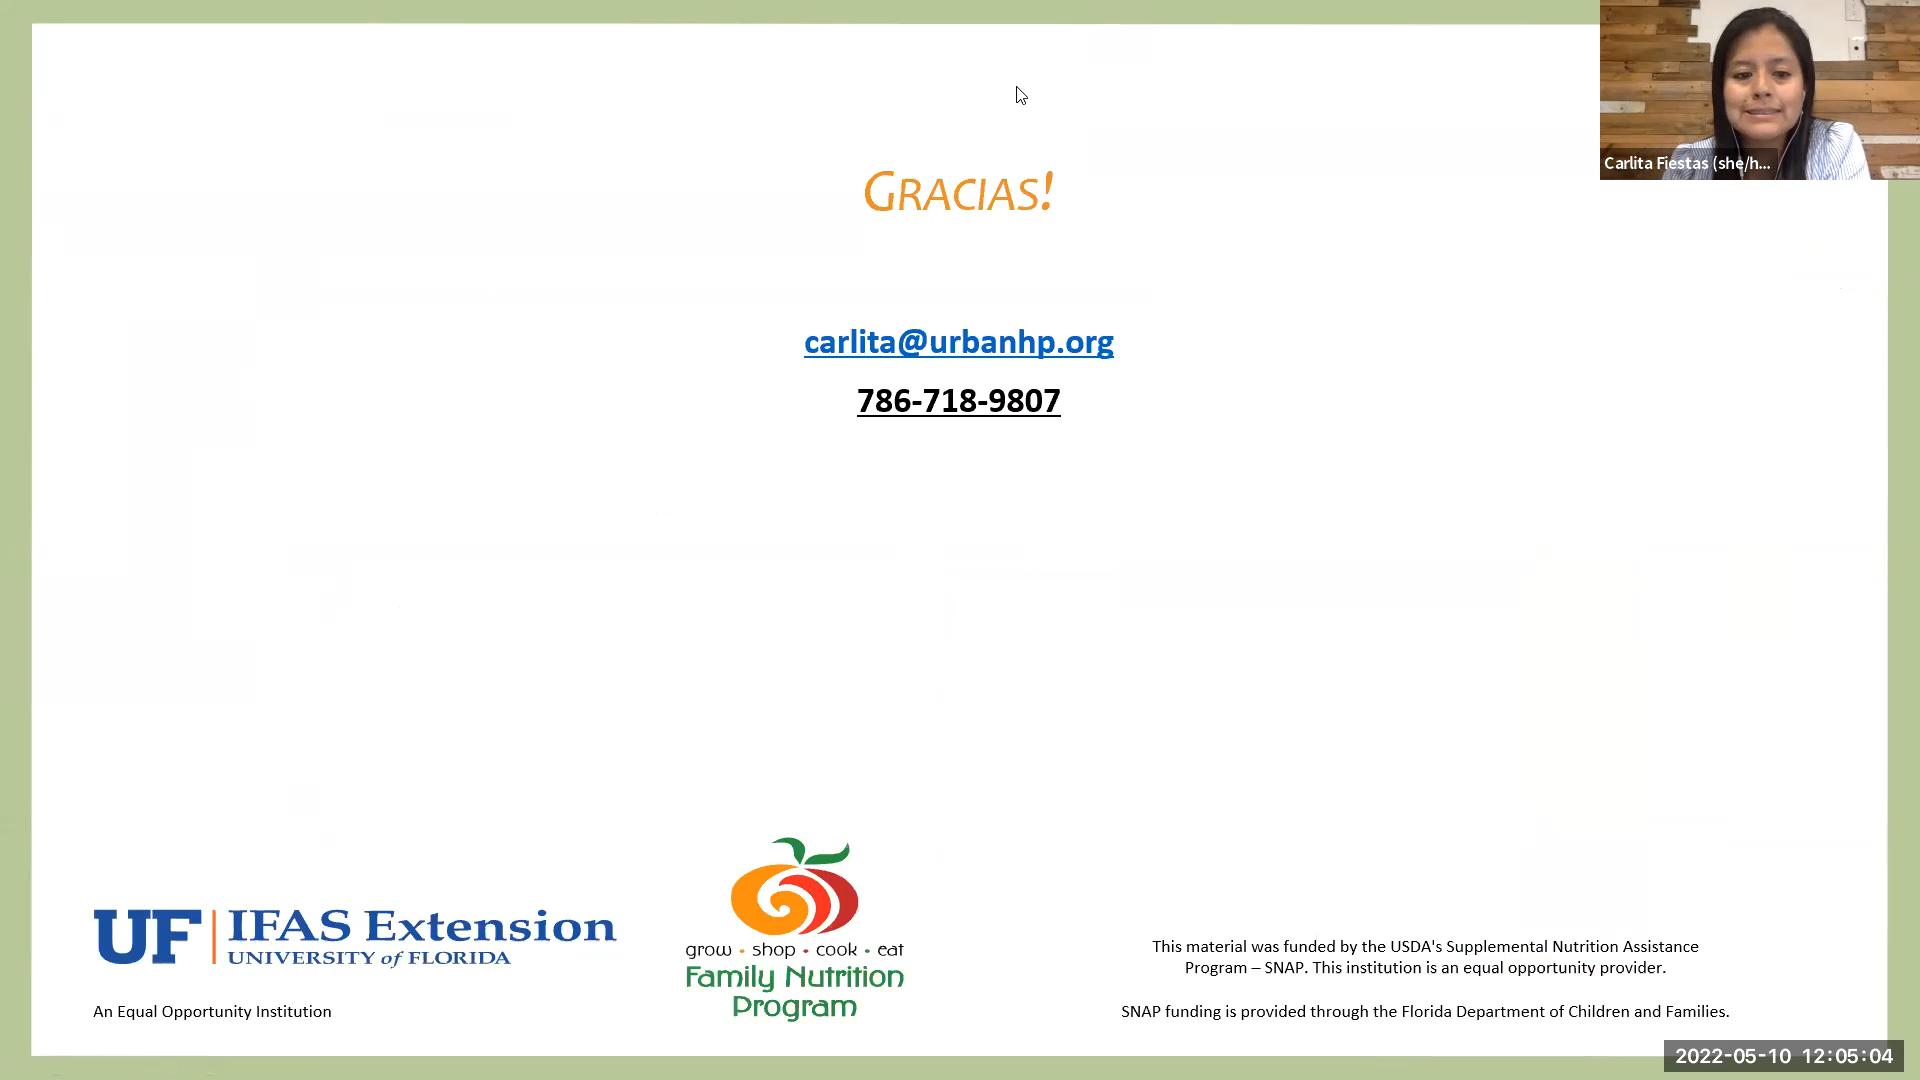 Carlita Fiestas (she/h...
GRACIAS!
carlita@urbanhp.org
786-718-9807
UF IFAS Extension
UNIVERSITY of FLORIDA
An Equal Opportunity Institution
grow • shop • cook • eat
Family Nutrition
Program
This material was funded by the USDA's Supplemental Nutrition Assistance
Program – SNAP. This institution is an equal opportunity provider.
SNAP funding is provided through the Florida Department of Children and Families.
2022-05-10 12:05:04